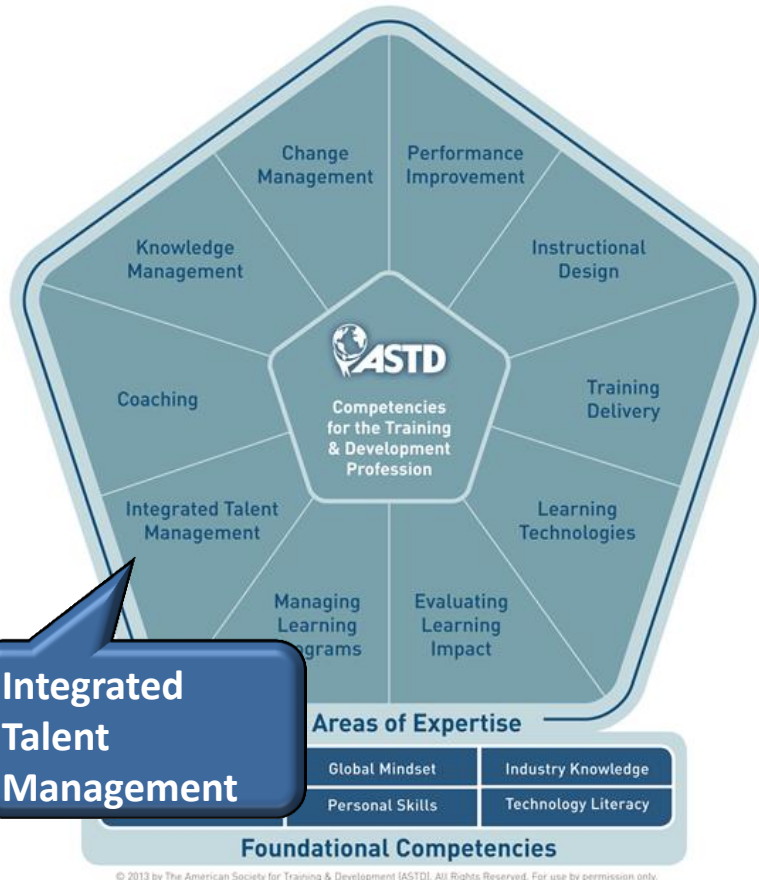 Change
Management
Performance
Improvement
Knowledge
Management
Instructional
Design
ASTD
Competencies
for the Training
& Development
Profession
Coaching
Training
Delivery
Integrated Talent
Management
Learning
Technologies
Managing
Learning
Evaluating
Learning
Impact
Integrated
Talent
Management
Areas of Expertise
Global Mindset
Industry Knowledge
Personal Skills
Technology Literacy
Foundational Competencies
© 2013 by The American Society for Training & Development (ASTD). All Rights Reserved. For use by permission only.